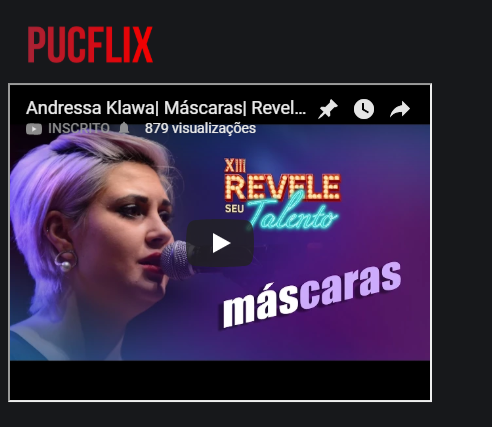 PUCFLIX
Andressa Klawa| Máscaras| Revel...
INSCRITO 879 visualizações
XIII
REVELE
SEU Talento
máscaras